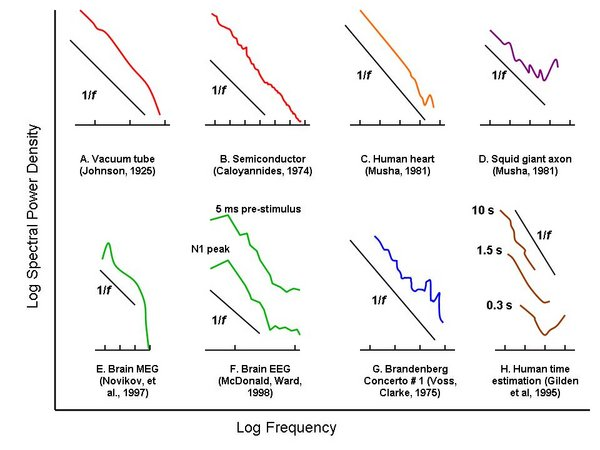 Log Spectral Power Density
1/f
A. Vacuum tube
(Johnson, 1925)
1/f
B. Semiconductor
(Caloyannides, 1974)
1/f
C. Human heart
(Musha, 1981)
1/f
D. Squid giant axon
(Musha, 1981)
1/f
E. Brain MEG
(Novikov, et
al., 1997)
5 ms pre-stimulus
N1 peak
1/f
F. Brain EEG
(McDonald, Ward,
1998)
1/f
G. Brandenberg
Concerto # 1 (Voss,
Clarke, 1975)
10 s
1/f
1.5 s
0.3 s
H. Human time
estimation (Gilden
et al, 1995)
Log Frequency